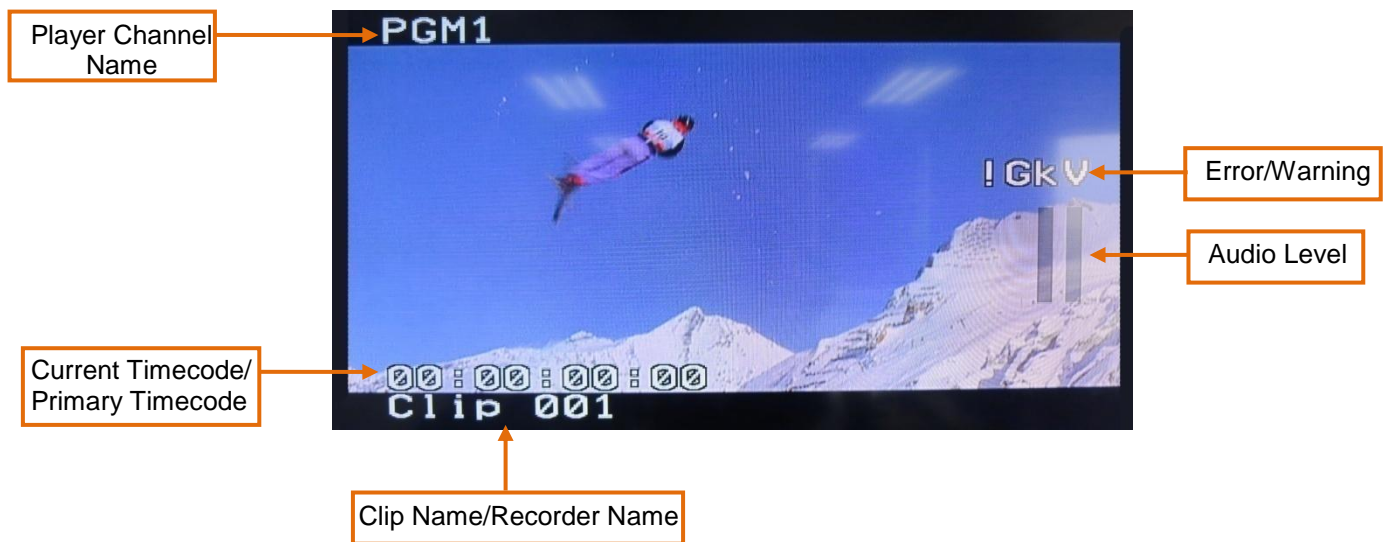 Player Channel
Name
PGM1
!GkV
Error/Warning
Audio Level
Current Timecode/
Primary Timecode
00:00:00:00
Clip 001
Clip Name/Recorder Name